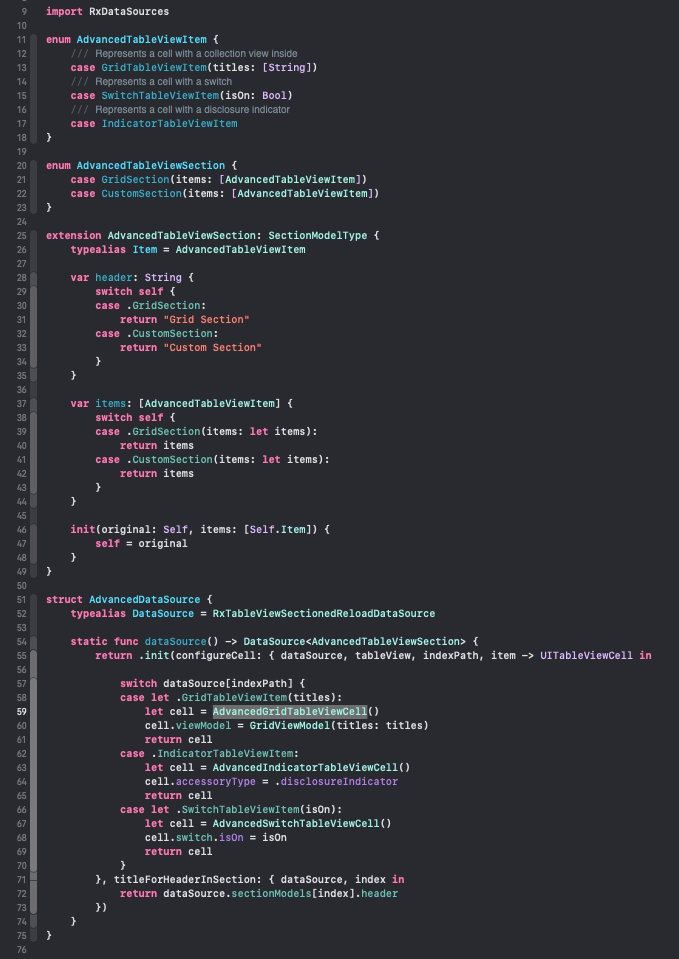 9 import RxDataSources
10
11 enum AdvancedTableViewItem {
12     /// Represents a cell with a collection view inside
13     case GridTableViewItem(titles: [String])
14     /// Represents a cell with a switch
15     case SwitchTableViewItem(isOn: Bool)
16     /// Represents a cell with a disclosure indicator
17     case IndicatorTableViewItem
18 }
19
20 enum AdvancedTableViewSection {
21     case GridSection(items: [AdvancedTableViewItem])
22     case CustomSection(items: [AdvancedTableViewItem])
23 }
24
25 extension AdvancedTableViewSection: SectionModelType {
26     typealias Item = AdvancedTableViewItem
27
28     var header: String {
29         switch self {
30         case .GridSection:
31             return "Grid Section"
32         case .CustomSection:
33             return "Custom Section"
34         }
35     }
36
37     var items: [AdvancedTableViewItem] {
38         switch self {
39         case .GridSection(items: let items):
40             return items
41         case .CustomSection(items: let items):
42             return items
43         }
44     }
45
46     init(original: Self, items: [Self.Item]) {
47         self = original
48     }
49 }
50
51 struct AdvancedDataSource {
52     typealias DataSource = RxTableViewSectionedReloadDataSource
53
54     static func dataSource() -> DataSource<AdvancedTableViewSection> {
55         return .init(configureCell: { dataSource, tableView, indexPath, item -> UITableViewCell in
56
57             switch dataSource[indexPath] {
58             case let .GridTableViewItem(titles):
59                 let cell = AdvancedGridTableViewCell()
60                 cell.viewModel = GridViewModel(titles: titles)
61                 return cell
62             case .IndicatorTableViewItem:
63                 let cell = AdvancedIndicatorTableViewCell()
64                 cell.accessoryType = .disclosureIndicator
65                 return cell
66             case let .SwitchTableViewItem(isOn):
67                 let cell = AdvancedSwitchTableViewCell()
68                 cell.switch.isOn = isOn
69                 return cell
70             }
71         }, titleForHeaderInSection: { dataSource, index in
72             return dataSource.sectionModels[index].header
73         })
74     }
75 }
76